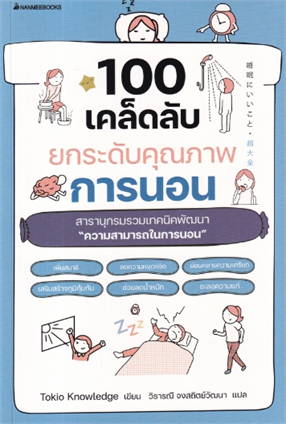 NANMEEBOOKS
zzz
100
เคล็ดลับ
ยกระดับคุณภาพ
การนอน
睡眠にいいこと・超大全
สารานุกรมรวมเทคนิคพัฒนา
“ความสามารถในการนอน”
เพิ่มสมาธิ
ลดความหงุดหงิด
ผ่อนคลายความเครียด
เสริมสร้างภูมิคุ้มกัน
ช่วยลดน้ำหนัก
ชะลอความแก่
ZZZ
Tokio Knowledge เขียน วิธารณี จงสถิตย์วัฒนา แปล